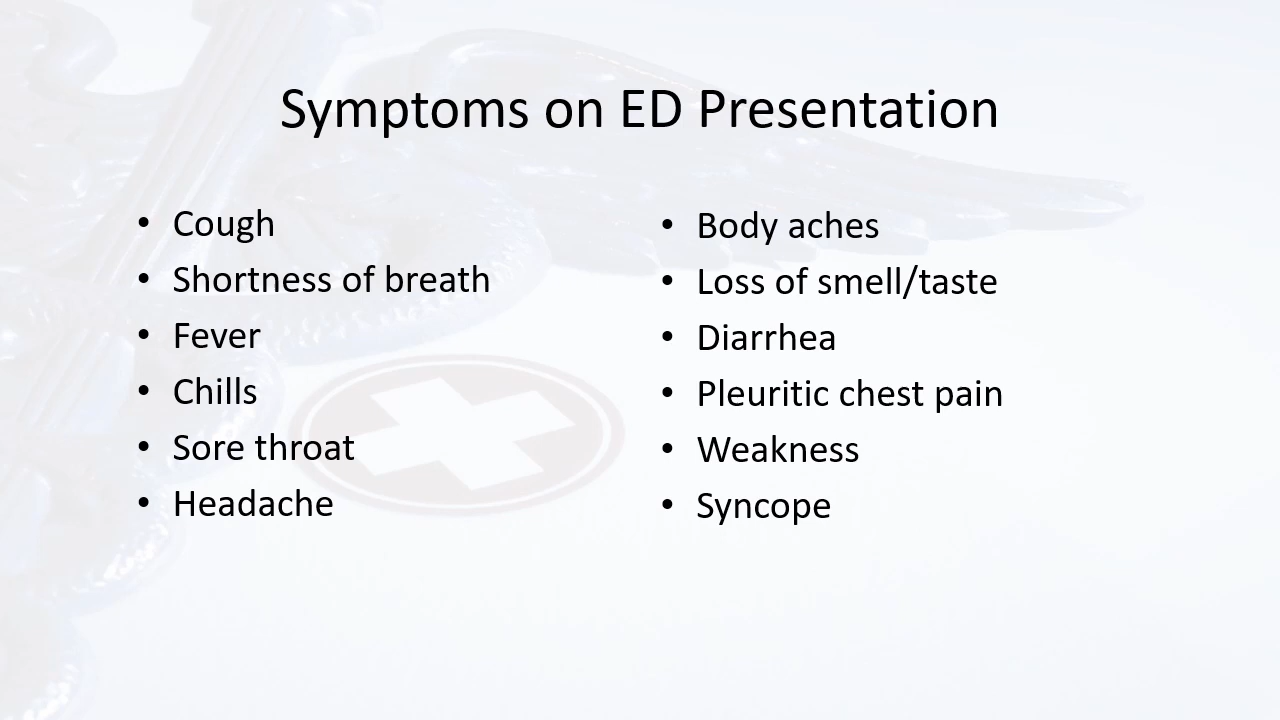 Symptoms on ED Presentation
• Cough
• Shortness of breath
• Fever
• Chills
• Sore throat
• Headache
• Body aches
• Loss of smell/taste
• Diarrhea
• Pleuritic chest pain
• Weakness
• Syncope